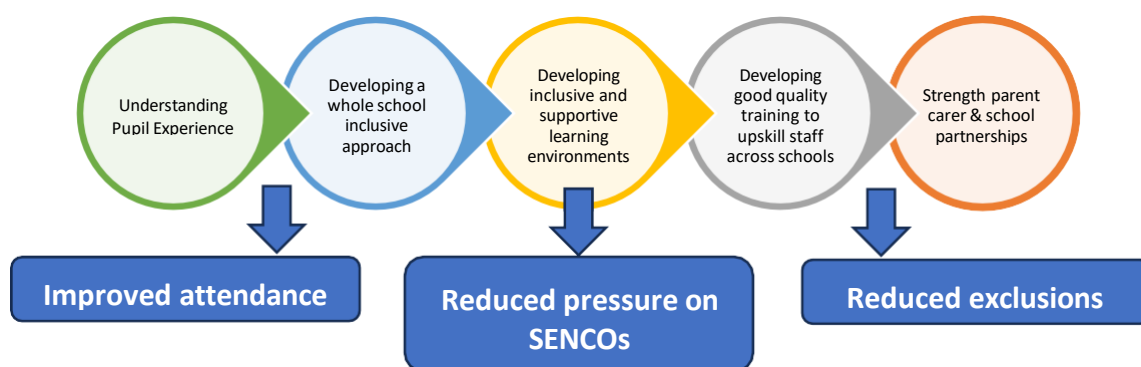 Understanding
Pupil Experience
Developing a
whole school
inclusive
approach
Developing
inclusive and
supportive
learning
environments
Developing
good quality
training to
upskill staff
across schools
Strength parent
carer & school
partnerships
Improved attendance
Reduced pressure on
SENCOs
Reduced exclusions